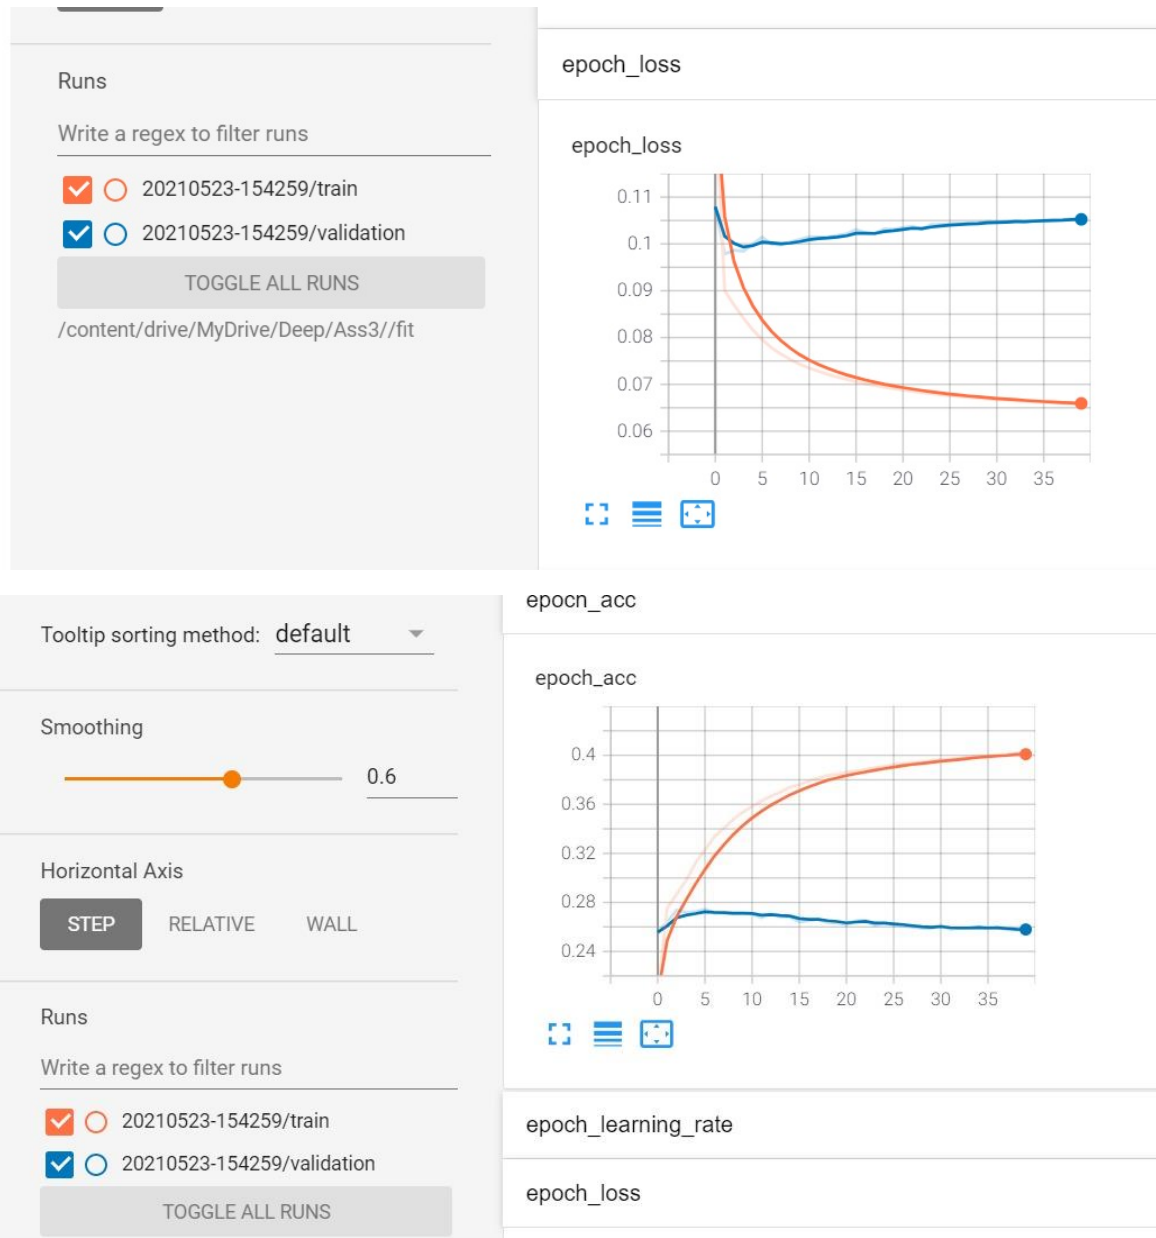 epoch_loss
Runs
Write a regex to filter runs
20210523-154259/train
20210523-154259/validation
TOGGLE ALL RUNS
/content/drive/MyDrive/Deep/Ass3//fit
epoch_loss
0.11
0.1
0.09
0.08
0.07
0.06
0 5 10 15 20 25 30 35
epoch_acc
Tooltip sorting method: default
Smoothing
0.6
Horizontal Axis
STEP RELATIVE WALL
Runs
Write a regex to filter runs
20210523-154259/train
20210523-154259/validation
TOGGLE ALL RUNS
epoch_acc
0.4
0.36
0.32
0.28
0.24
0 5 10 15 20 25 30 35
epoch_learning_rate
epoch_loss